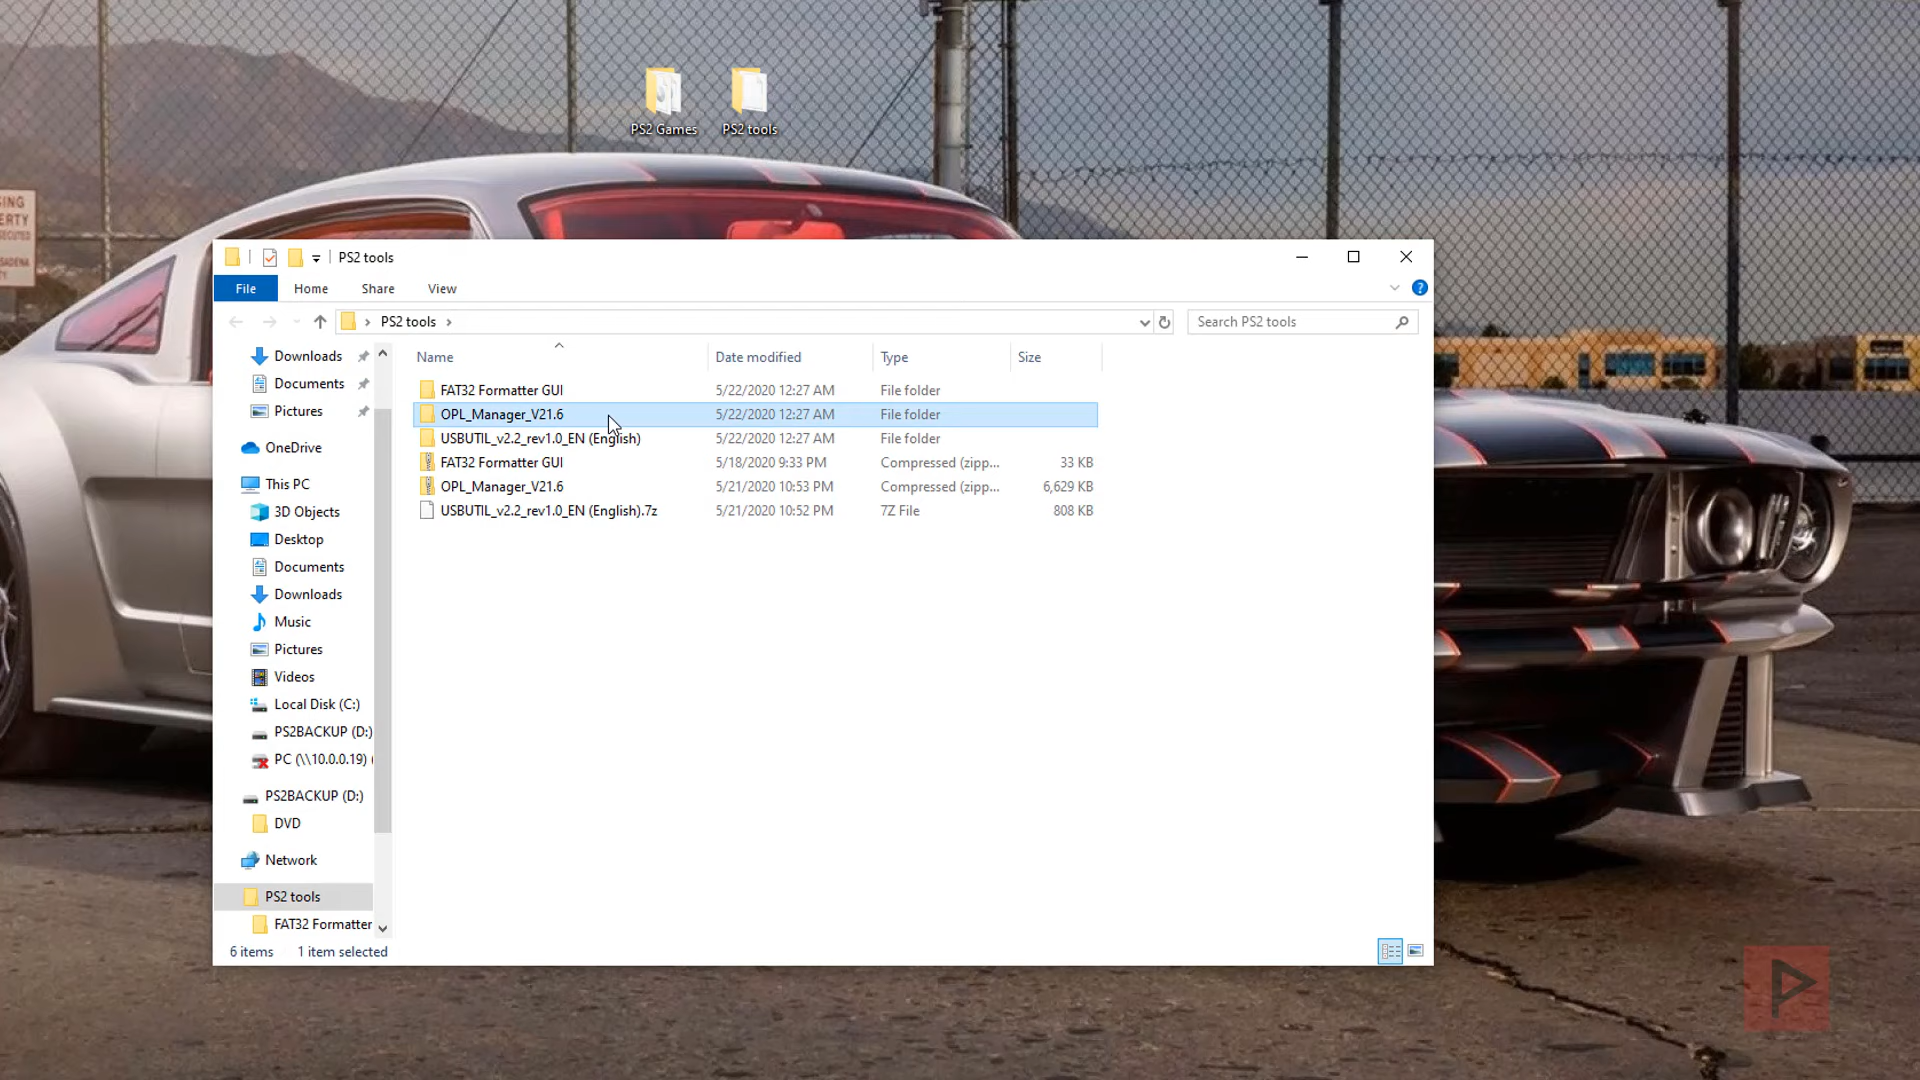 PS2 Games
PS2 tools
SING
ERTY
PS2 tools
File
Home
Share
View
PS2 tools
Search PS2 tools
Downloads
Documents
Pictures
OneDrive
This PC
3D Objects
Desktop
Documents
Downloads
Music
Pictures
Videos
Local Disk (C:)
PS2BACKUP (D:)
PC (\\10.0.0.19) (
PS2BACKUP (D:)
DVD
Network
PS2 tools
FAT32 Formatter
Name Date modified Type Size
FAT32 Formatter GUI 5/22/2020 12:27 AM File folder
OPL_Manager_V21.6 5/22/2020 12:27 AM File folder
USBUTIL_v2.2_rev1.0_EN (English) 5/22/2020 12:27 AM File folder
FAT32 Formatter GUI 5/18/2020 9:33 PM Compressed (zipp... 33 KB
OPL_Manager_V21.6 5/21/2020 10:53 PM Compressed (zipp... 6,629 KB
USBUTIL_v2.2_rev1.0_EN (English).7z 5/21/2020 10:52 PM 7Z File 808 KB
6 items 1 item selected